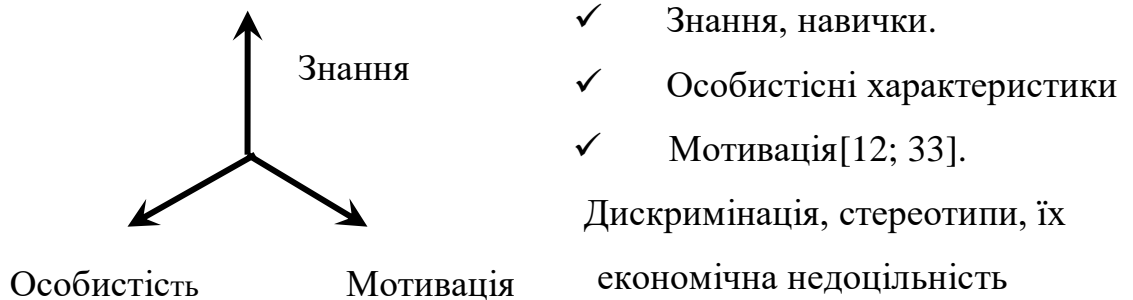 Знання
Особистість
Мотивація
✓ Знання, навички.
✓ Особистісні характеристики
✓ Мотивація[12; 33].
Дискримінація, стереотипи, їх
економічна недоцільність